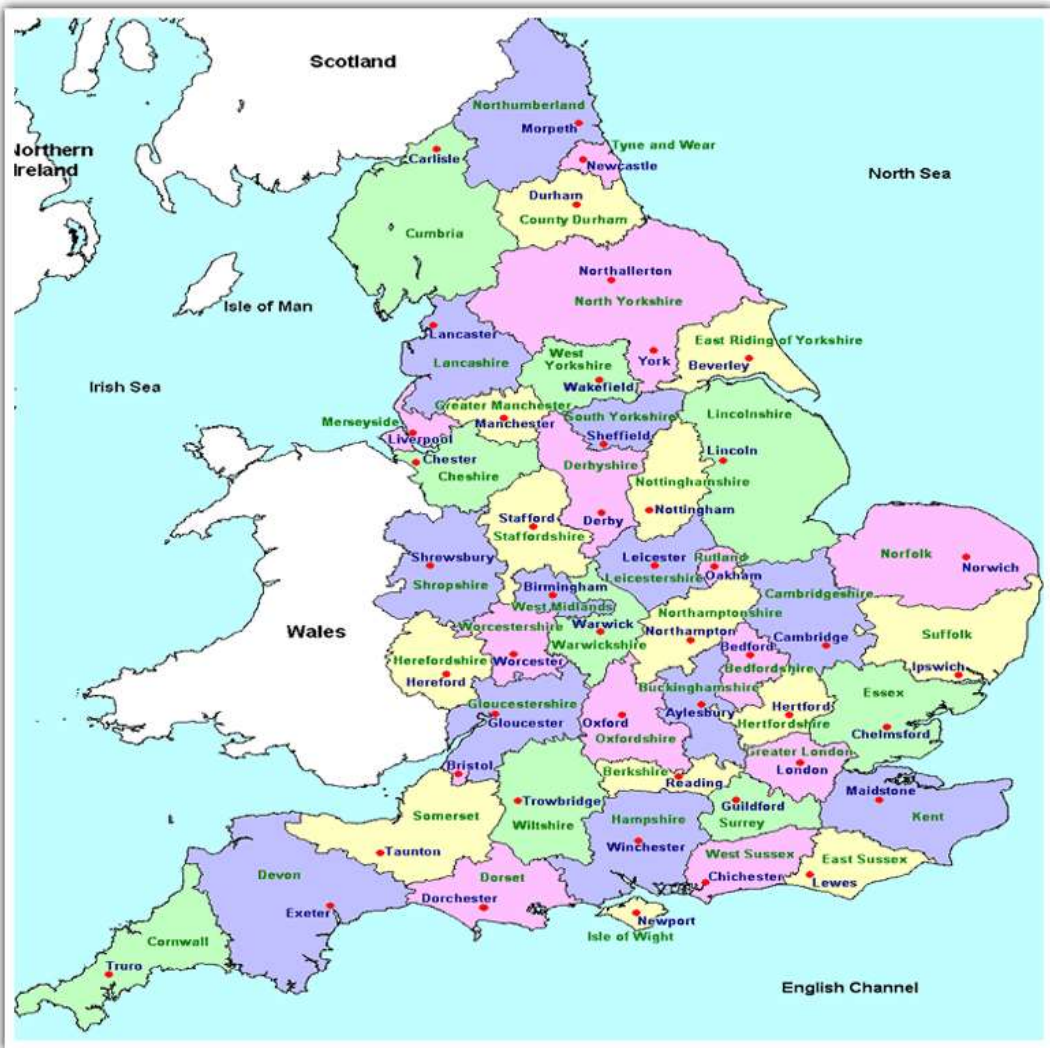 Scotland
Northumberland
Morpeth
Tyne and Wear
Northern
Ireland
Carlisle
Newcastle
North Sea
Durham
County Durham
Cumbria
Northallerton
North Yorkshire
Isle of Man
Lancaster
East Riding of Yorkshire
West
Yorkshire
York
Beverley
Lancashire
Irish Sea
Wakefield
Greater Manchester
South Yorkshire
Lincolnshire
Merseyside
Manchester
Liverpool
Sheffield
Lincoln
Chester
Derbyshire
Cheshire
Nottinghamshire
Nottingham
Stafford
Derby
Staffordshire
Shrewsbury
Leicester
Rutland
Norfolk
Norwich
Shropshire
Leicestershire
Oakham
Birmingham
Cambridgeshire
West Midlands
Northamptonshire
Wales
Worcestershire
Warwick
Northampton
Cambridge
Suffolk
Warwickshire
Bedford
Herefordshire
Worcester
Bedfordshire
Ipswich
Hereford
Buckinghamshire
Essex
Gloucestershire
Aylesbury
Hertford
Gloucester
Oxford
Hertfordshire
Chelmsford
Oxfordshire
Greater London
Bristol
Berkshire
London
Reading
Maidstone
Trowbridge
Guildford
Somerset
Wiltshire
Hampshire
Surrey
Kent
Taunton
Winchester
West Sussex
East Sussex
Devon
Dorset
Chichester
Lewes
Dorchester
Exeter
Newport
Cornwall
Isle of Wight
Truro
English Channel